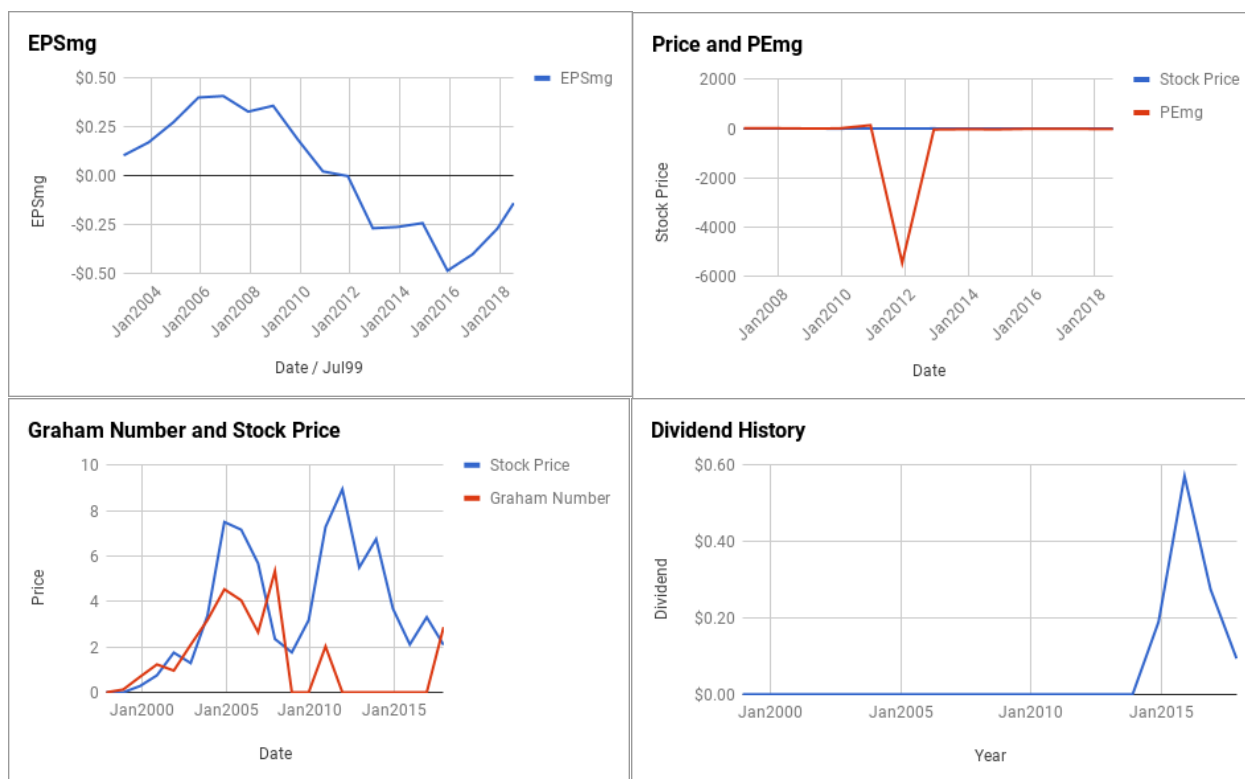 EPSmg
$0.50
$0.25
$0.00
-$0.25
-$0.50
EPSmg
EPSmg
Jan2004
Jan2006
Jan2008
Jan2010
Jan2012
Jan2014
Jan2016
Jan2018
Date / Jul99
Price and PEmg
2000
0
-2000
-4000
-6000
Stock Price
Stock Price
PEmg
Jan2008
Jan2010
Jan2012
Jan2014
Jan2016
Jan2018
Date
Graham Number and Stock Price
10
8
6
4
2
0
Price
Stock Price
Graham Number
Jan2000
Jan2005
Jan2010
Jan2015
Date
Dividend History
$0.60
$0.40
$0.20
$0.00
Dividend
Jan2000
Jan2005
Jan2010
Jan2015
Year